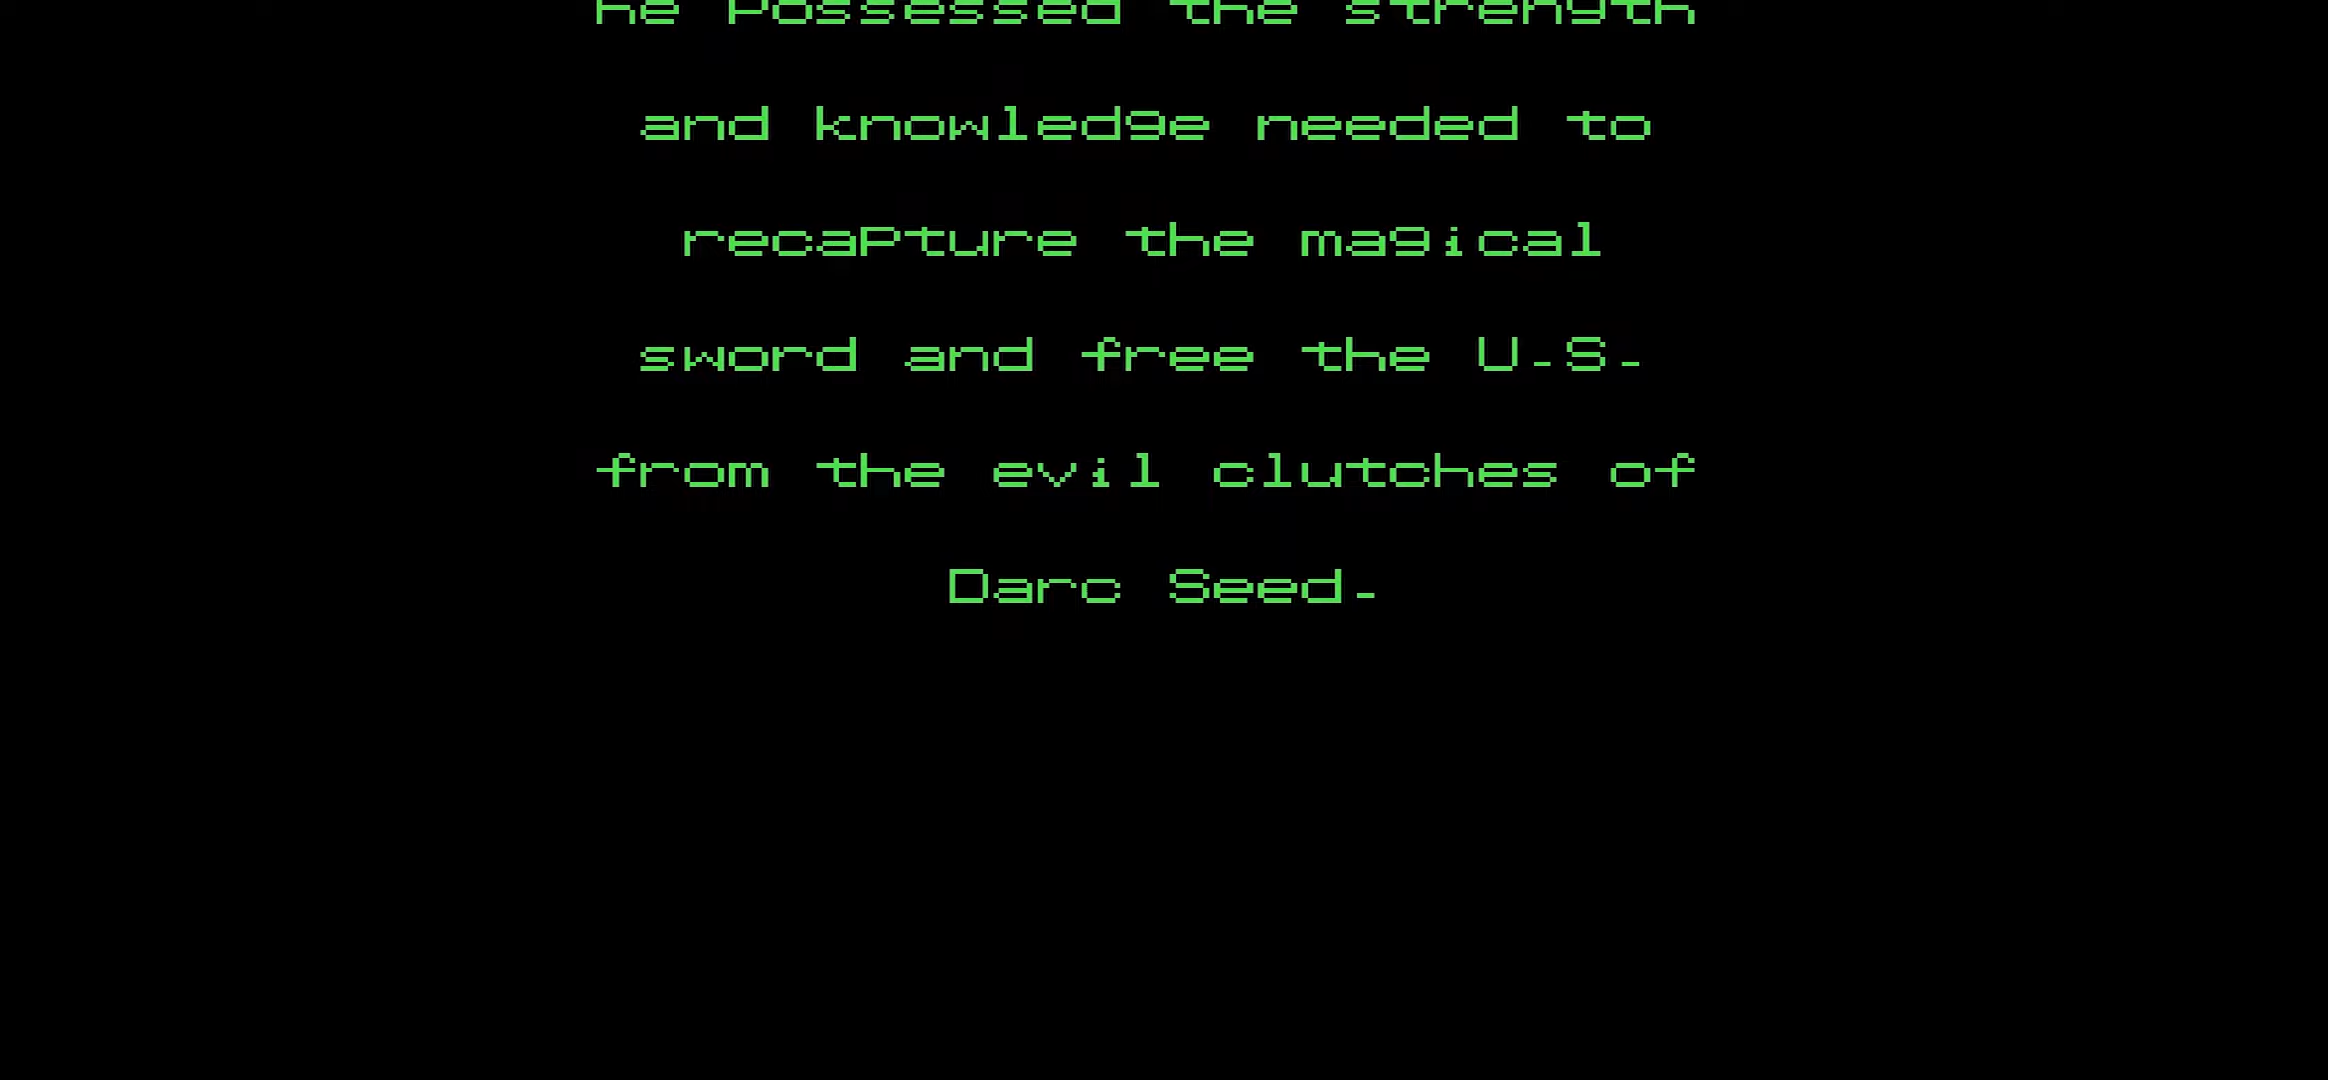 he possessed the strength
and knowledge needed to
recapture the magical
sword and free the U.S.
from the evil clutches of
Darc Seed.